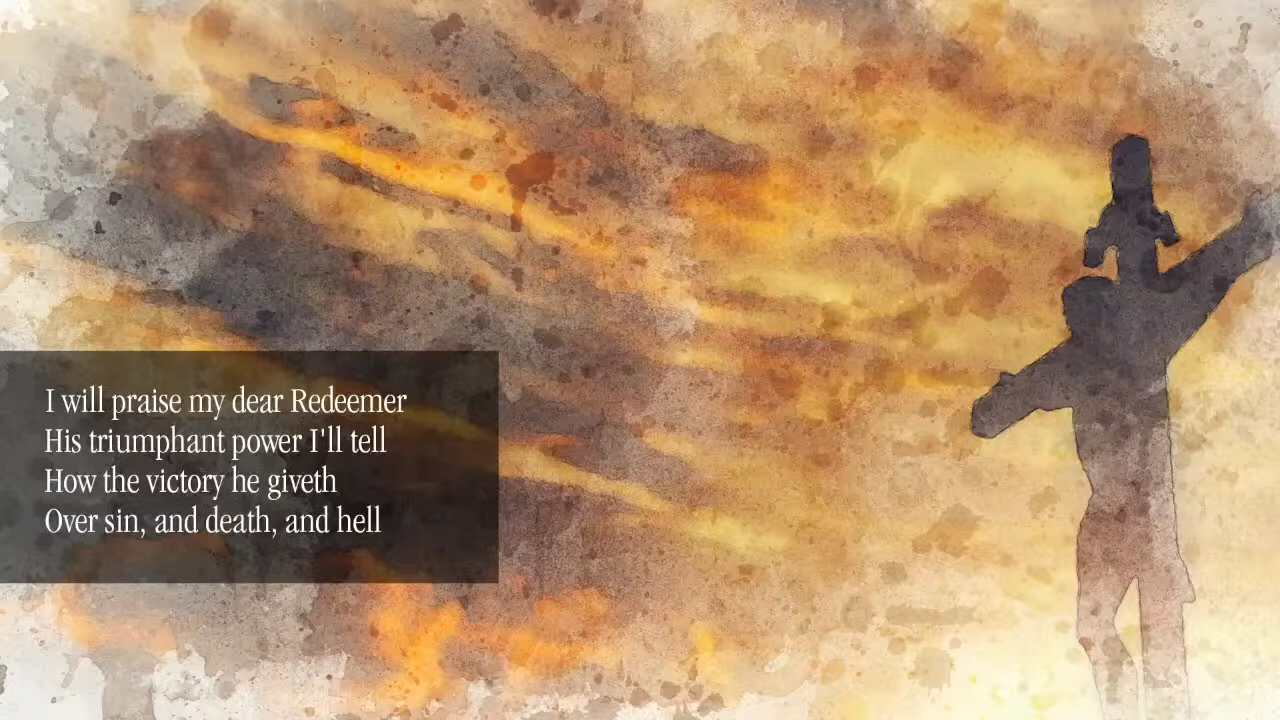 I will praise my dear Redeemer
His triumphant power I'll tell
How the victory he giveth
Over sin, and death, and hell